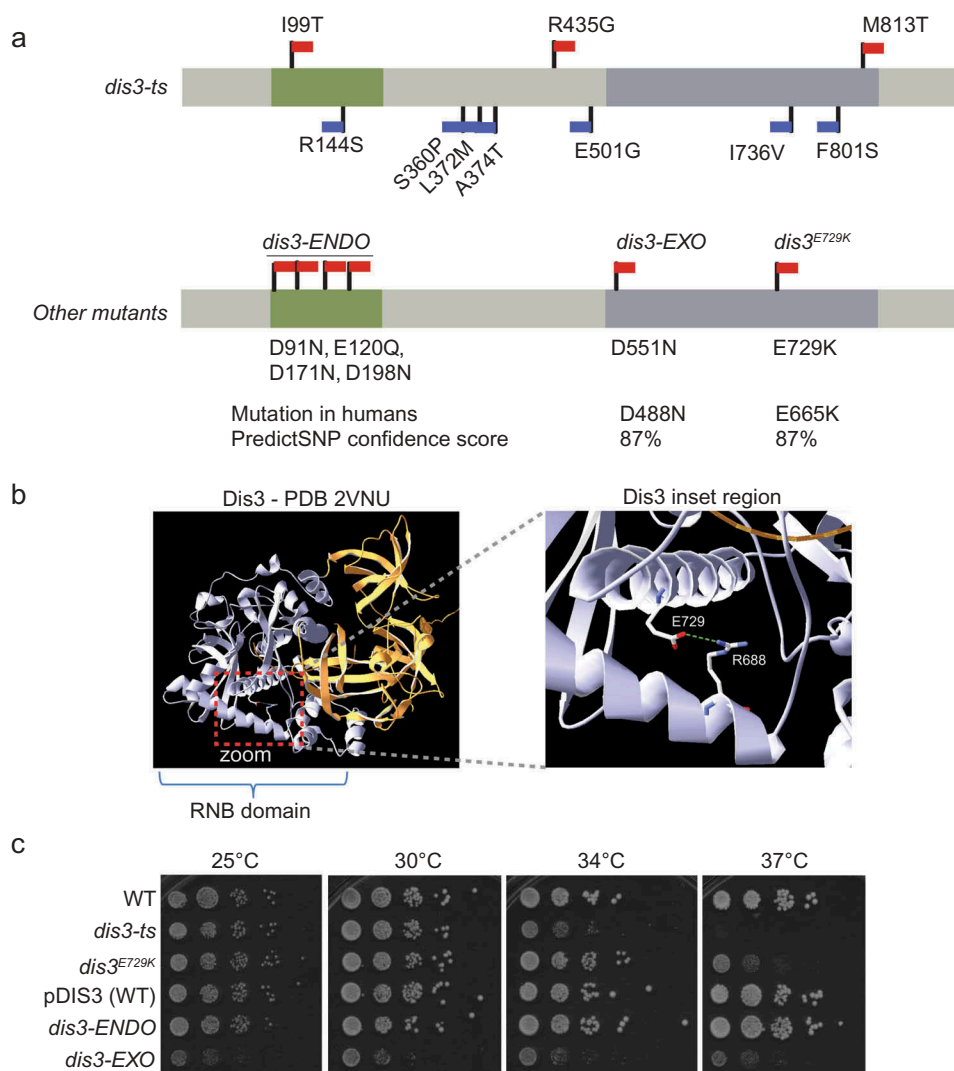 a
I99T R435G M813T
dis3-ts
R144S S360P L372M A374T E501G I736V F801S
dis3-ENDO dis3-EXO dis3E729K
Other mutants
D91N, E120Q, D551N E729K
D171N, D198N
Mutation in humans D488N E665K
PredictSNP confidence score 87% 87%
b
Dis3 - PDB 2VNU Dis3 inset region
E729
R688
zoom
RNB domain
c
25°C 30°C 34°C 37°C
WT
dis3-ts
dis3E729K
pDIS3 (WT)
dis3-ENDO
dis3-EXO